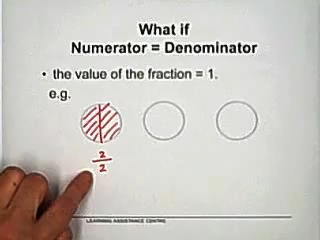 What if
Numerator = Denominator
• the value of the fraction = 1.
e.g.
2
2
LEARNING ASSISTANCE CENTRE